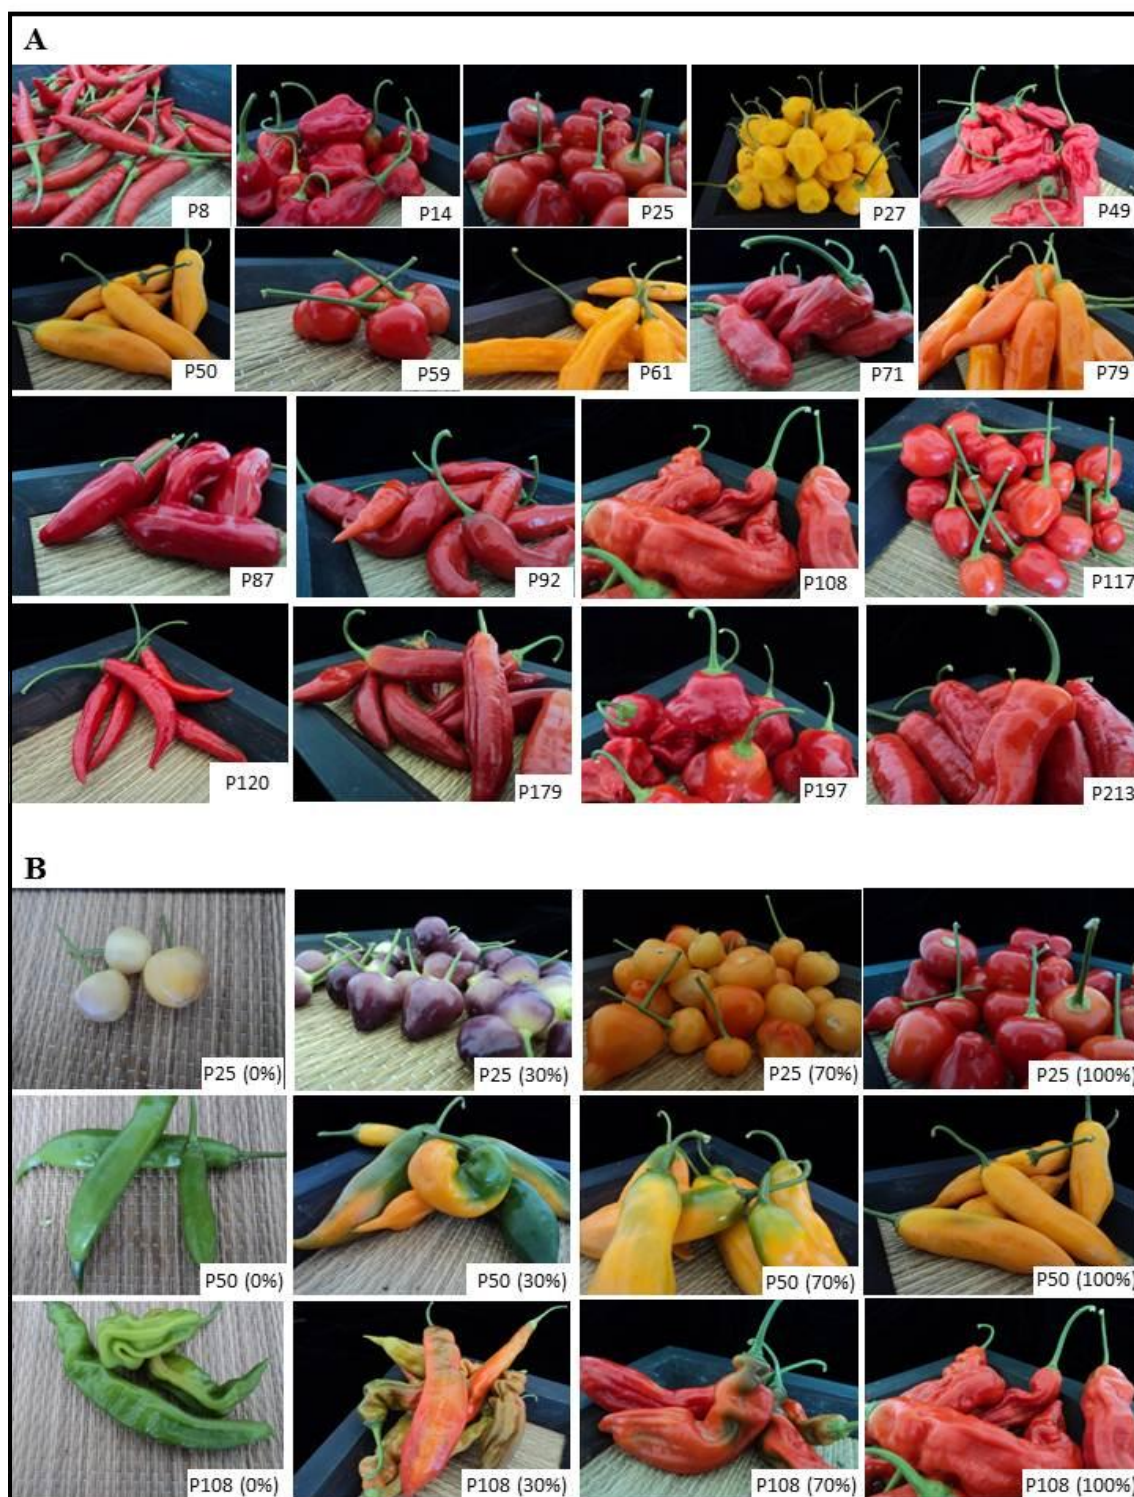 A
P8
P14
P25
P27
P49
P50
P59
P61
P71
P79
P87
P92
P108
P117
P120
P179
P197
P213
B
P25 (0%)
P25 (30%)
P25 (70%)
P25 (100%)
P50 (0%)
P50 (30%)
P50 (70%)
P50 (100%)
P108 (0%)
P108 (30%)
P108 (70%)
P108 (100%)